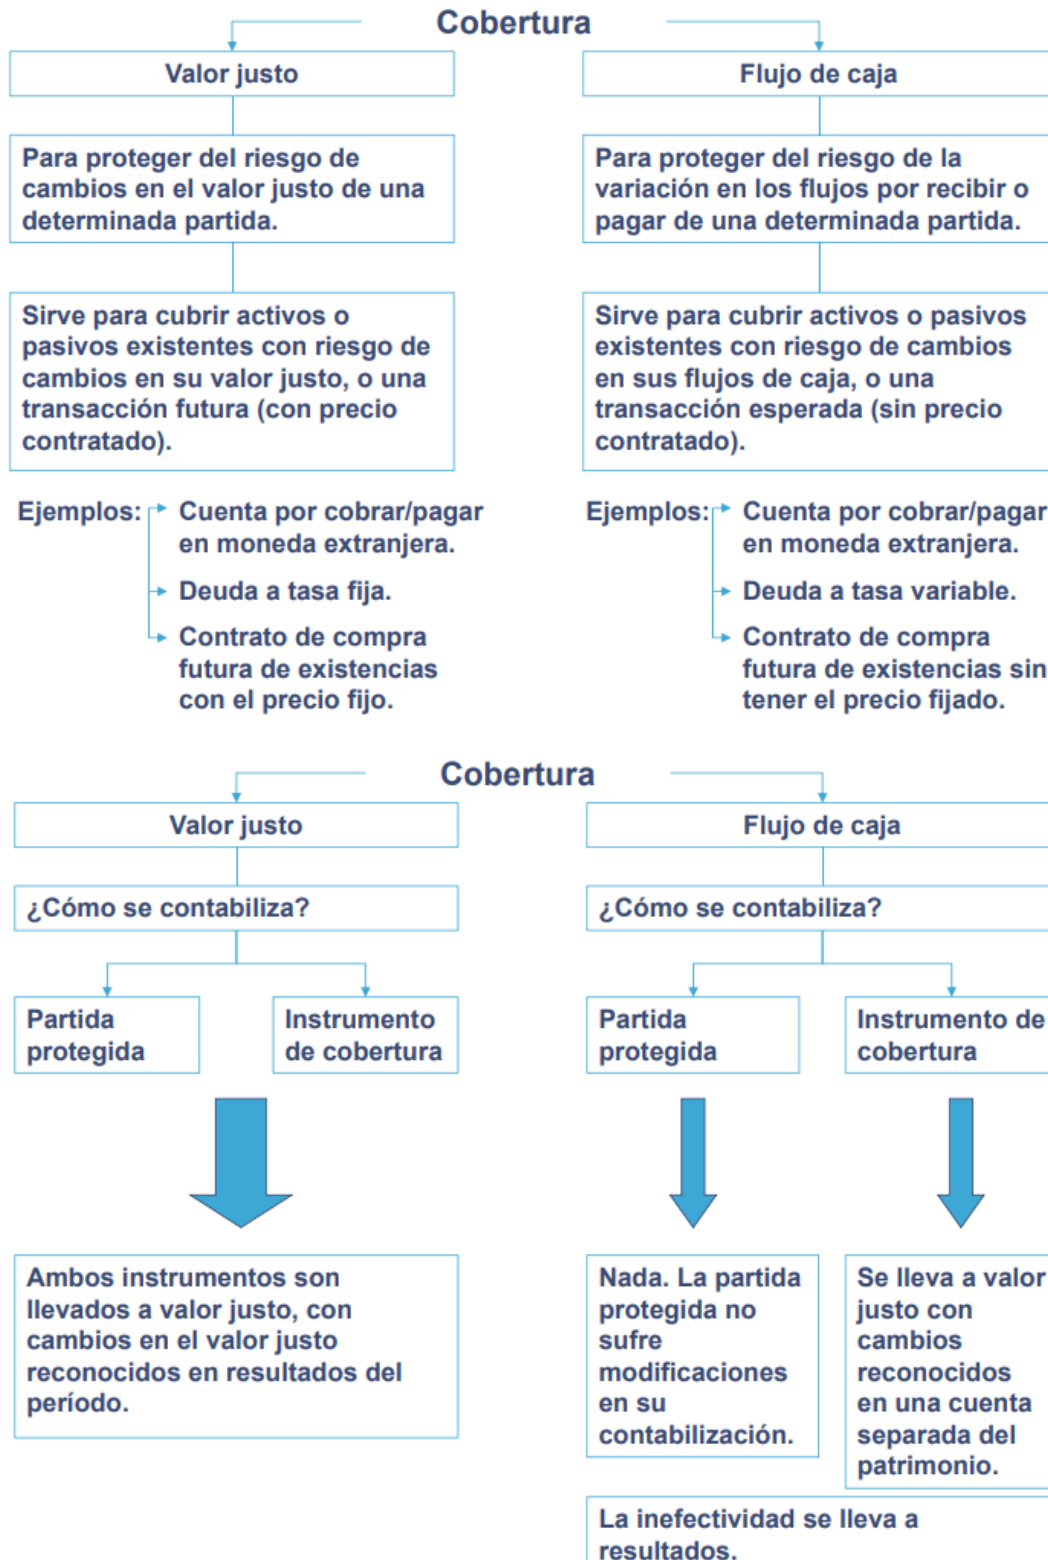 Cobertura
Valor justo
Para proteger del riesgo de
cambios en el valor justo de una
determinada partida.
Sirve para cubrir activos o
pasivos existentes con riesgo de
cambios en su valor justo, o una
transacción futura (con precio
contratado).
Ejemplos:
Cuenta por cobrar/pagar
en moneda extranjera.
Deuda a tasa fija.
Contrato de compra
futura de existencias
con el precio fijo.
Flujo de caja
Para proteger del riesgo de la
variación en los flujos por recibir o
pagar de una determinada partida.
Sirve para cubrir activos o pasivos
existentes con riesgo de cambios
en sus flujos de caja, o una
transacción esperada (sin precio
contratado).
Ejemplos:
Cuenta por cobrar/pagar
en moneda extranjera.
Deuda a tasa variable.
Contrato de compra
futura de existencias sin
tener el precio fijado.
Cobertura
Valor justo
¿Cómo se contabiliza?
Partida
protegida
Instrumento
de cobertura
Ambos instrumentos son
llevados a valor justo, con
cambios en el valor justo
reconocidos en resultados del
período.
Flujo de caja
¿Cómo se contabiliza?
Partida
protegida
Instrumento de
cobertura
Nada. La partida
protegida no
sufre
modificaciones
en su
contabilización.
Se lleva a valor
justo con
cambios
reconocidos
en una cuenta
separada del
patrimonio.
La inefectividad se lleva a
resultados.